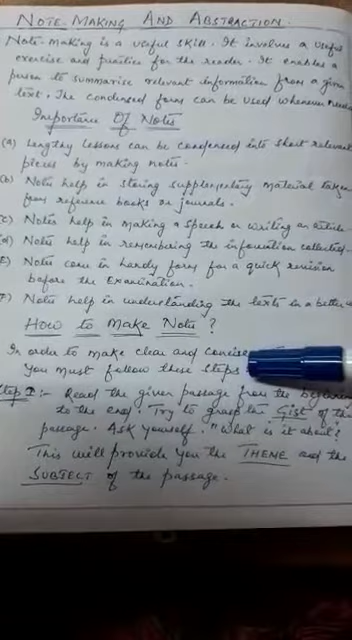 NOTE-MAKING AND ABSTRACTION.
Note-Making is a useful skill. It involves a useful
exercise and practice for the reader. It enables a
person to summarise relevant information from a given
text. The condensed form can be used whenever
Importance Of Notes
(a) Lengthy lessons can be condensed into short relevant
pieces by making notes.
(b) Notes help in storing supplementary material taken
from reference books or journals.
(c) Notes help in making a speech or writing an article.
(d) Notes help in remembering the information collected.
E) Notes come in handy form for a quick revision
before the Examination.
F) Notes help in understanding the texts in a better
How to Make Notes?
In order to make clear and concise
You must follow these steps
Step I:- Read the given passage from the beginn
to the end. Try to grasp the Gist of the
passage. Ask yourself. "What is it about?
This will provide you the THEME and the
SUBJECT of the passage.